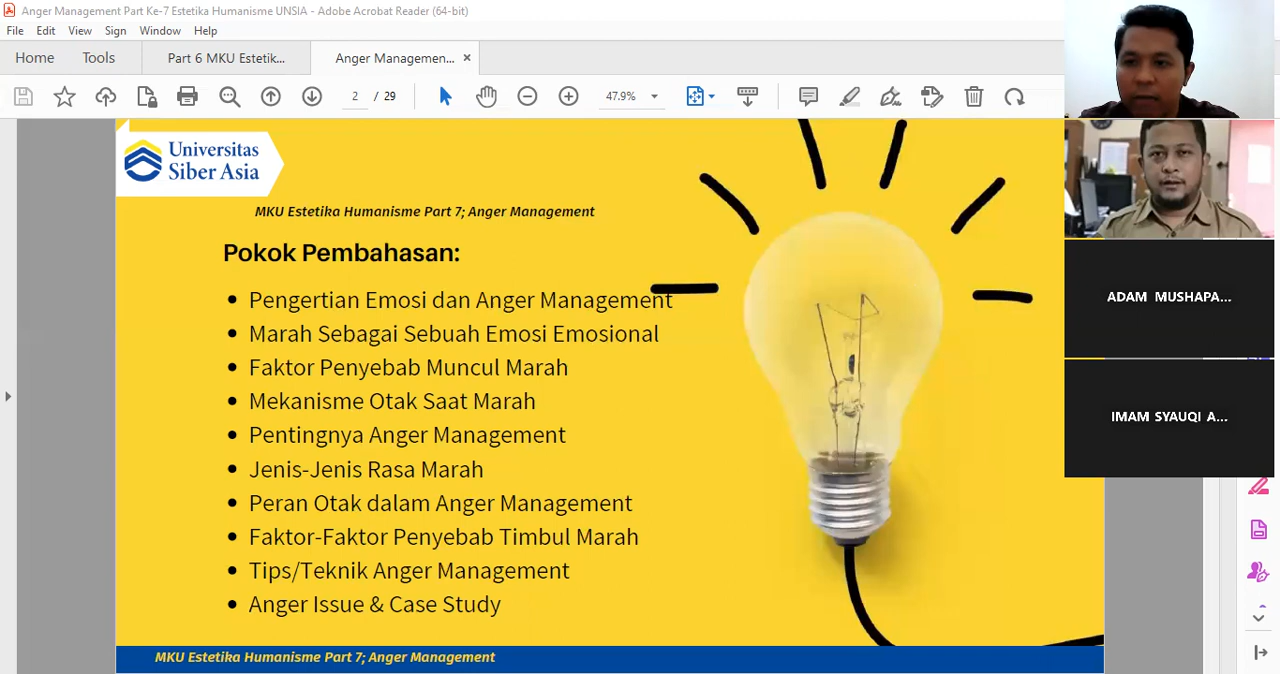 Anger Management Part Ke-7 Estetika Humanisme UNSIA - Adobe Acrobat Reader (64-bit)
File Edit View Sign Window Help
Home Tools Part 6 MKU Estetik... Anger Managemen... ×
2 / 29 47.9%
Universitas
Siber Asia
MKU Estetika Humanisme Part 7; Anger Management
Pokok Pembahasan:
• Pengertian Emosi dan Anger Management
• Marah Sebagai Sebuah Emosi Emosional
• Faktor Penyebab Muncul Marah
• Mekanisme Otak Saat Marah
• Pentingnya Anger Management
• Jenis-Jenis Rasa Marah
• Peran Otak dalam Anger Management
• Faktor-Faktor Penyebab Timbul Marah
• Tips/Teknik Anger Management
• Anger Issue & Case Study
MKU Estetika Humanisme Part 7; Anger Management
ADAM MUSHAPA...
IMAM SYAUQI A...